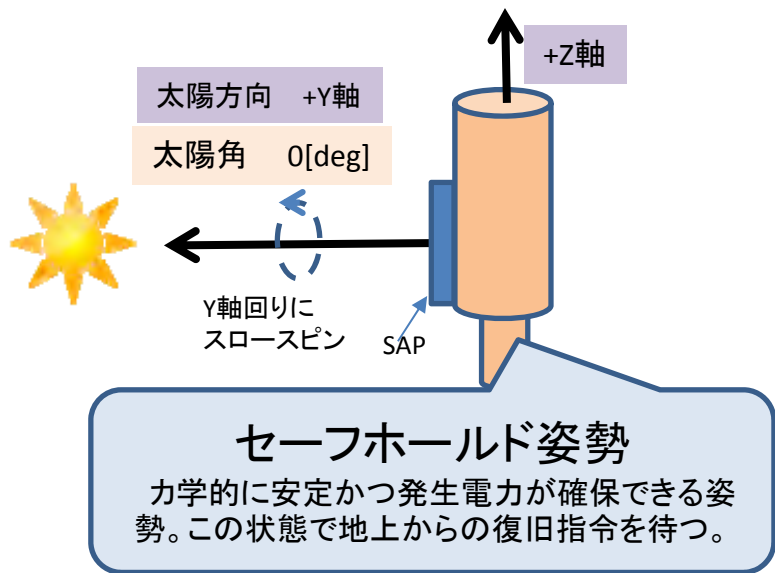 +Z軸
太陽方向 +Y軸
太陽角 0[deg]
Y軸回りに
スロースピン
SAP
セーフホールド姿勢
力学的に安定かつ発生電力が確保できる姿
勢。この状態で地上からの復旧指令を待つ。